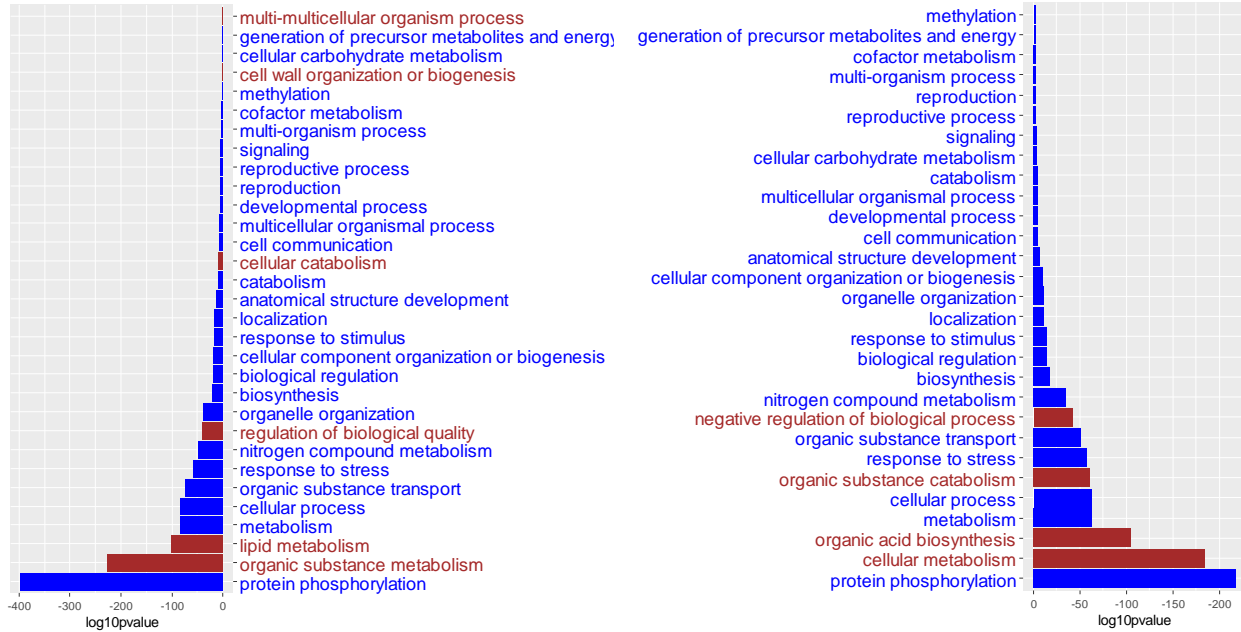 multi-multicellular organism process
generation of precursor metabolites and energy
cellular carbohydrate metabolism
cell wall organization or biogenesis
methylation
cofactor metabolism
multi-organism process
signaling
reproductive process
reproduction
developmental process
multicellular organismal process
cell communication
cellular catabolism
catabolism
anatomical structure development
localization
response to stimulus
cellular component organization or biogenesis
biological regulation
biosynthesis
organelle organization
regulation of biological quality
nitrogen compound metabolism
response to stress
organic substance transport
cellular process
metabolism
lipid metabolism
organic substance metabolism
protein phosphorylation
-400 -300 -200 -100 0
log10pvalue
methylation
generation of precursor metabolites and energy
cofactor metabolism
multi-organism process
reproduction
reproductive process
signaling
cellular carbohydrate metabolism
catabolism
multicellular organismal process
developmental process
cell communication
anatomical structure development
cellular component organization or biogenesis
organelle organization
localization
response to stimulus
biological regulation
biosynthesis
nitrogen compound metabolism
negative regulation of biological process
organic substance transport
response to stress
organic substance catabolism
cellular process
metabolism
organic acid biosynthesis
cellular metabolism
protein phosphorylation
0 -50 -100 -150 -200
log10pvalue